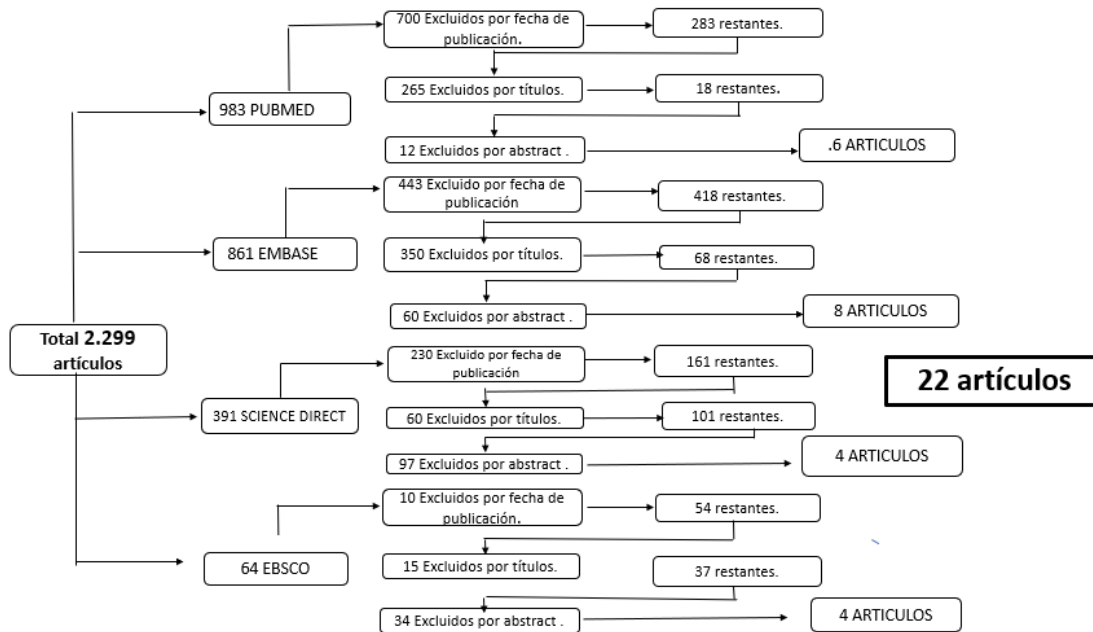 Total 2.299
artículos
983 PUBMED
700 Excluidos por fecha de
publicación.
283 restantes.
265 Excluidos por títulos.
18 restantes.
12 Excluidos por abstract .
.6 ARTICULOS
861 EMBASE
443 Excluido por fecha de
publicación
418 restantes.
350 Excluidos por títulos.
68 restantes.
60 Excluidos por abstract .
8 ARTICULOS
391 SCIENCE DIRECT
230 Excluido por fecha de
publicación
161 restantes.
60 Excluidos por títulos.
101 restantes.
97 Excluidos por abstract .
4 ARTICULOS
64 EBSCO
10 Excluidos por fecha de
publicación.
54 restantes.
15 Excluidos por títulos.
37 restantes.
34 Excluidos por abstract .
4 ARTICULOS
22 artículos